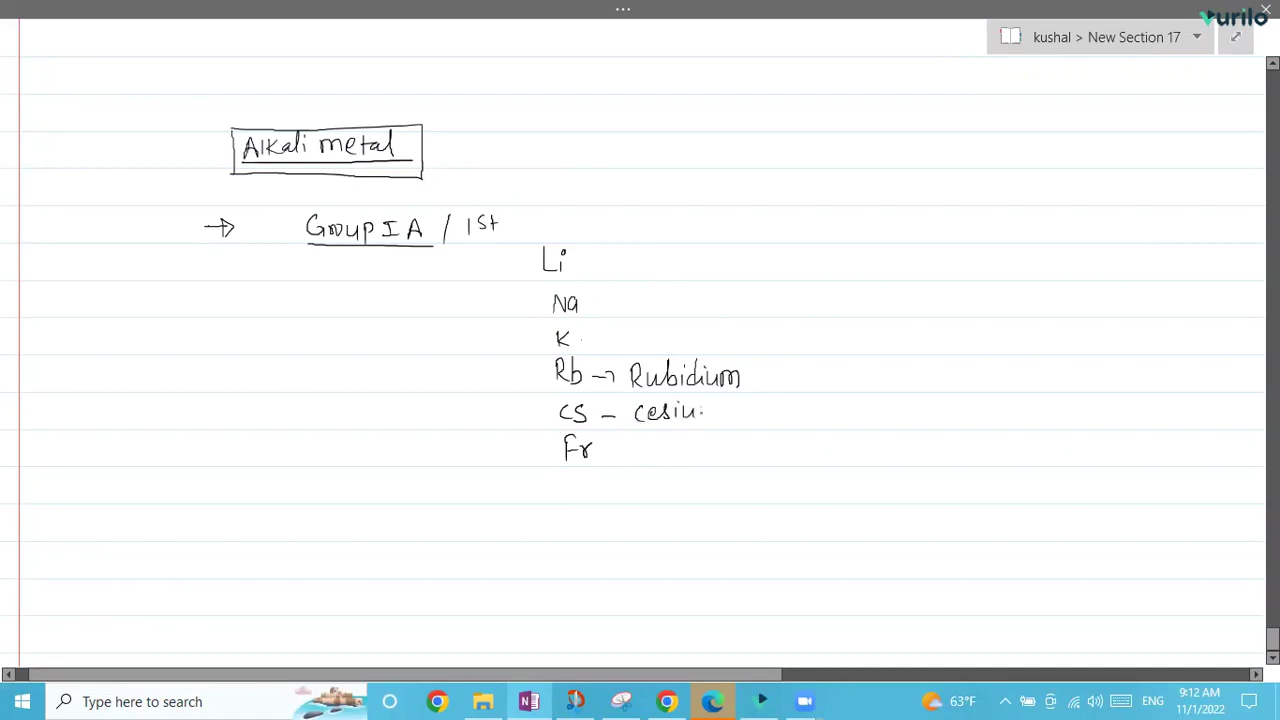 ...
vurilo
kushal > New Section 17
Alkali metal
→ Group I A / 1st
Li
Na
K
Rb → Rubidium
Cs - Cesiu
Fr
Type here to search
63°F
ENG
9:12 AM
11/1/2022